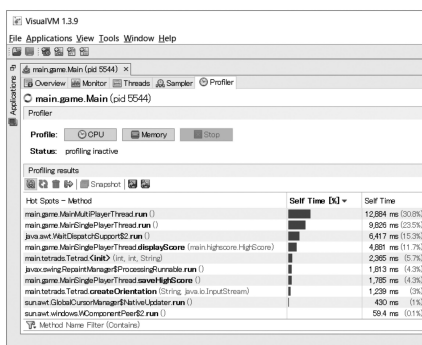 VisualVM 1.3.9
File Applications View Tools Window Help
Applications
main.game.Main (pid 5544)
Overview Monitor Threads Sampler Profiler
main.game.Main (pid 5544)
Profiler
Profile: CPU Memory Stop
Status: profiling inactive
Profiling results
Snapshot
Hot Spots – Method Self Time [%] Self Time
main.game.MainMultiPlayerThread.run () 12,884 ms (30.8%
main.game.MainSinglePlayerThread.run () 9,826 ms (23.5%
java.awt.WaitDispatchSupport$2.run () 6,417 ms (15.3%
main.game.MainSinglePlayerThread.displayScore (main.highscore.HighScore) 4,881 ms (11.7%
main.tetrads.Tetrad.<init> (int, int, String) 2,365 ms (5.7%
javax.swing.RepaintManager$ProcessingRunnable.run () 1,813 ms (4.3%
main.game.MainSinglePlayerThread.saveHighScore () 1,785 ms (4.3%
main.tetrads.Tetrad.createOrientation (String, java.io.InputStream) 1,239 ms (3%
sun.awt.GlobalCursorManager$NativeUpdater.run () 430 ms (1%
sun.awt.windows.WComponentPeer$2.run () 59.4 ms (0.1%
Method Name Filter (Contains)